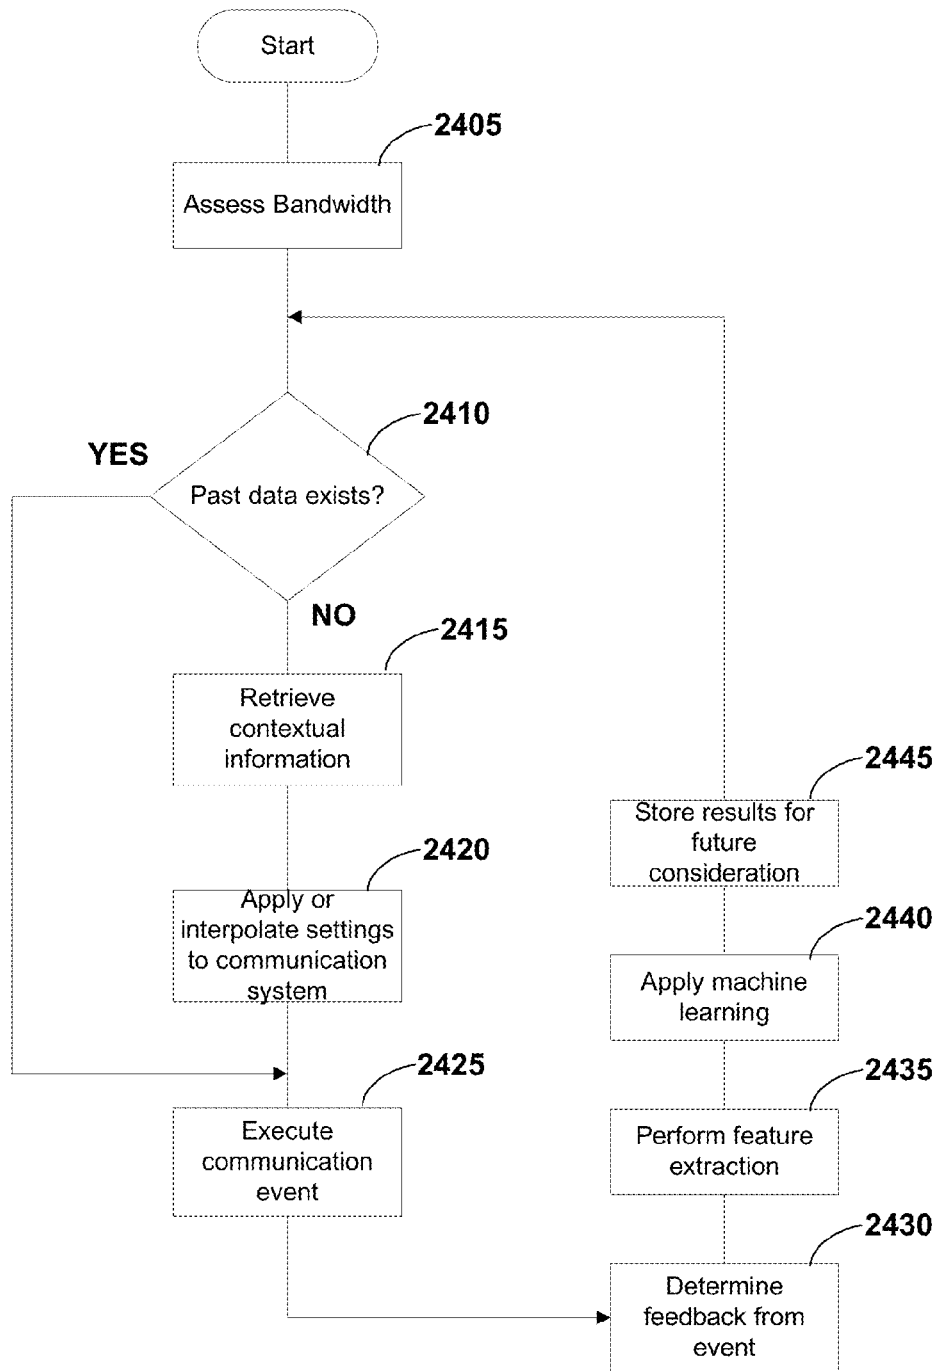 Start
2405
Assess Bandwidth
2410
YES
Past data exists?
NO
2415
Retrieve
contextual
information
2420
Apply or
interpolate settings
to communication
system
2425
Execute
communication
event
2445
Store results for
future
consideration
2440
Apply machine
learning
2435
Perform feature
extraction
2430
Determine
feedback from
event